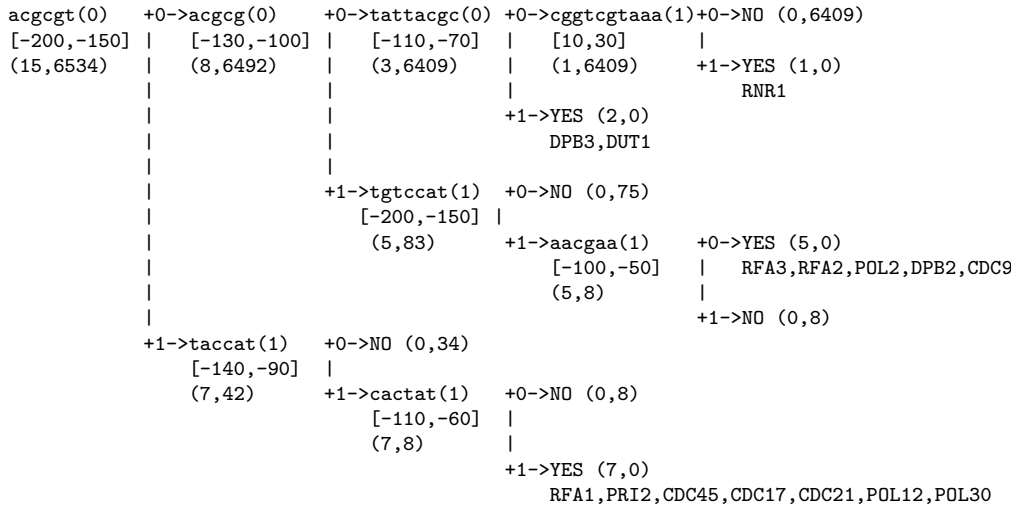 acgcgt(0)    +0->acgcg(0)    +0->tattacgc(0) +0->cggtcgtaaa(1)+0->NO (0,6409)
[-200,-150] |   [-130,-100] |   [-110,-70]  |   [10,30]      |
(15,6534)   |   (8,6492)    |   (3,6409)    |   (1,6409)     +1->YES (1,0)
            |               |               |                    RNR1
            |               |               +1->YES (2,0)
            |               |                   DPB3,DUT1
            |               |
            |               +1->tgtccat(1)  +0->NO (0,75)
            |                  [-200,-150] |
            |                   (5,83)      +1->aacgaa(1)    +0->YES (5,0)
            |                                   [-100,-50]   |   RFA3,RFA2,POL2,DPB2,CDC9
            |                                   (5,8)        |
            |                                                +1->NO (0,8)
            +1->taccat(1)   +0->NO (0,34)
                [-140,-90]  |
                (7,42)      +1->cactat(1)   +0->NO (0,8)
                                [-110,-60]  |
                                (7,8)       |
                                            +1->YES (7,0)
                                                RFA1,PRI2,CDC45,CDC17,CDC21,POL12,POL30